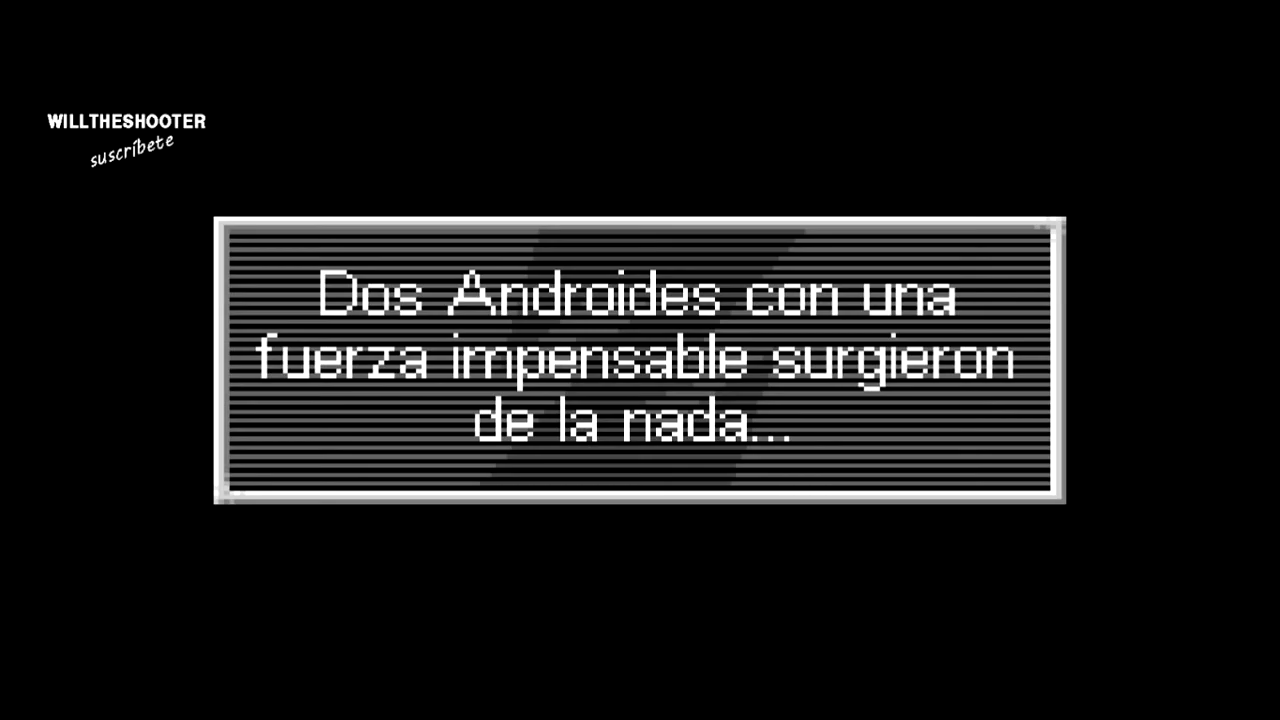 WILLTHESHOOTER
suscríbete
Dos Androides con una
fuerza impensable surgieron
de la nada...